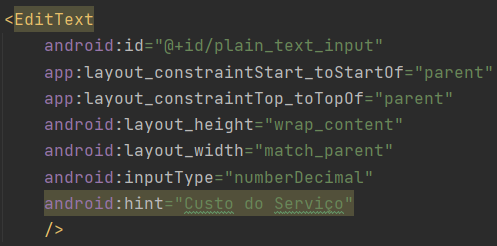 <EditText
android:id="@+id/plain_text_input"
app:layout_constraintStart_toStartOf="parent"
app:layout_constraintTop_toTopOf="parent"
android:layout_height="wrap_content"
android:layout_width="match_parent"
android:inputType="numberDecimal"
android:hint="Custo do Serviço"
/>